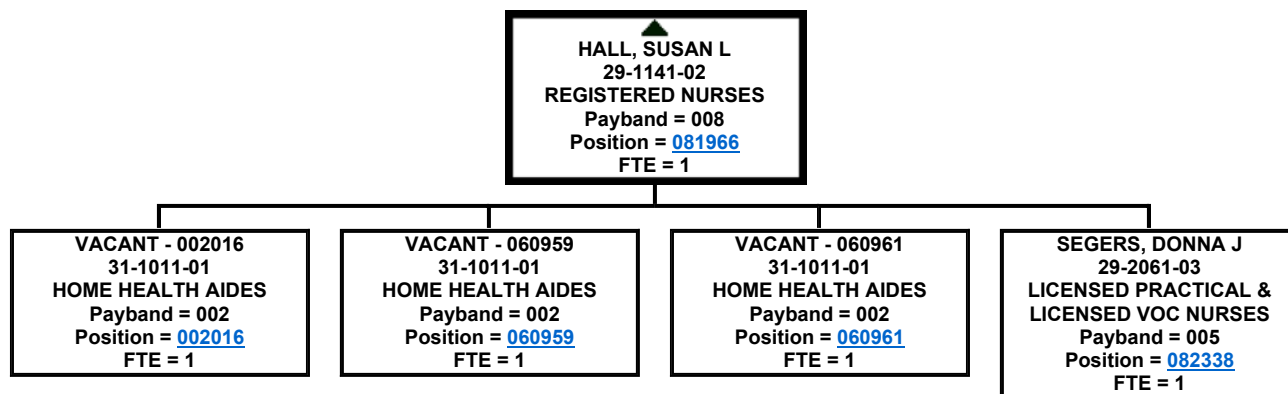 HALL, SUSAN L
29-1141-02
REGISTERED NURSES
Payband = 008
Position = 081966
FTE = 1
VACANT - 002016
31-1011-01
HOME HEALTH AIDES
Payband = 002
Position = 002016
FTE = 1
VACANT - 060959
31-1011-01
HOME HEALTH AIDES
Payband = 002
Position = 060959
FTE = 1
VACANT - 060961
31-1011-01
HOME HEALTH AIDES
Payband = 002
Position = 060961
FTE = 1
SEGERS, DONNA J
29-2061-03
LICENSED PRACTICAL &
LICENSED VOC NURSES
Payband = 005
Position = 082338
FTE = 1